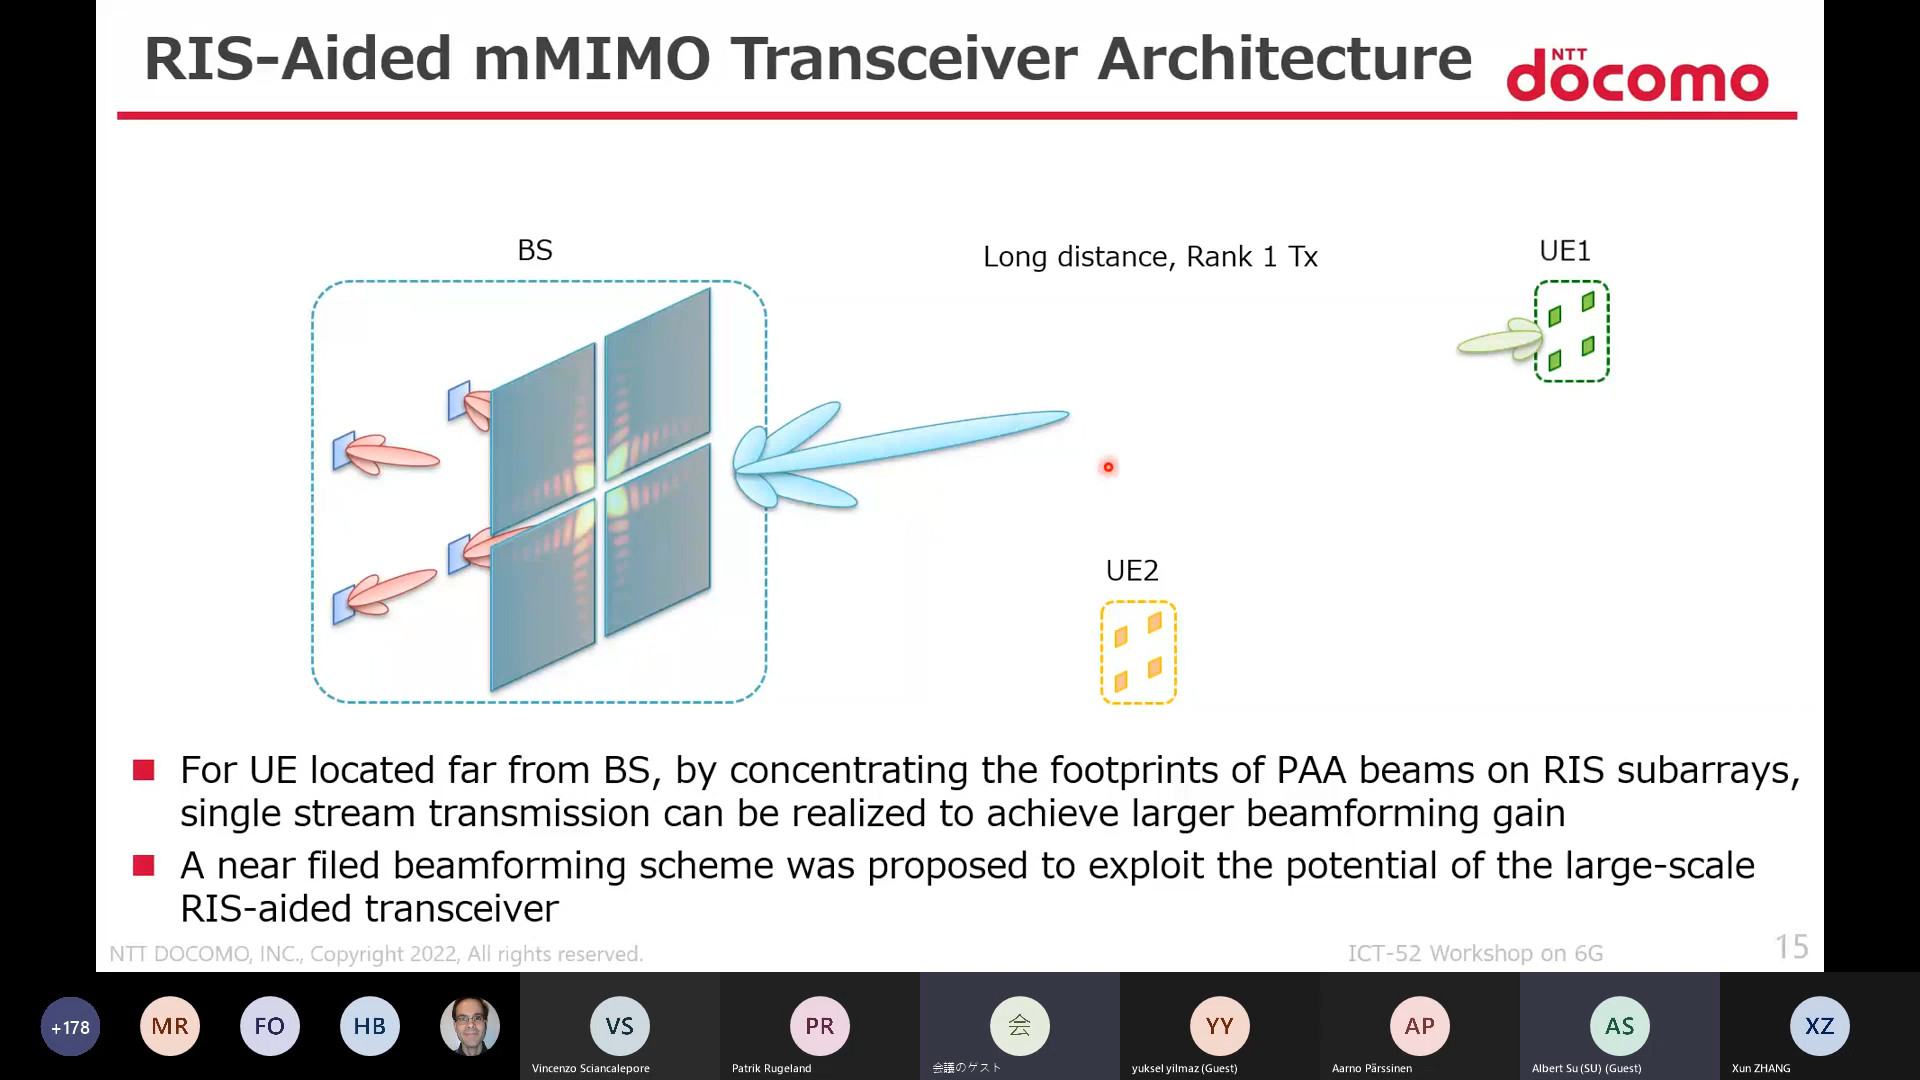 RIS-Aided mMIMO Transceiver Architecture
NTT
docomo
BS
Long distance, Rank 1 Tx
UE1
UE2
For UE located far from BS, by concentrating the footprints of PAA beams on RIS subarrays,
single stream transmission can be realized to achieve larger beamforming gain
A near filed beamforming scheme was proposed to exploit the potential of the large-scale
RIS-aided transceiver
NTT DOCOMO, INC., Copyright 2022, All rights reserved.
ICT-52 Workshop on 6G
15
+178
MR
FO
HB
VS
PR
会
YY
AP
AS
XZ
Vincenzo Sciancalepore
Patrik Rugeland
会議のゲスト
yuksel yilmaz (Guest)
Aarno Pärssinen
Albert Su (SU) (Guest)
Xun ZHANG